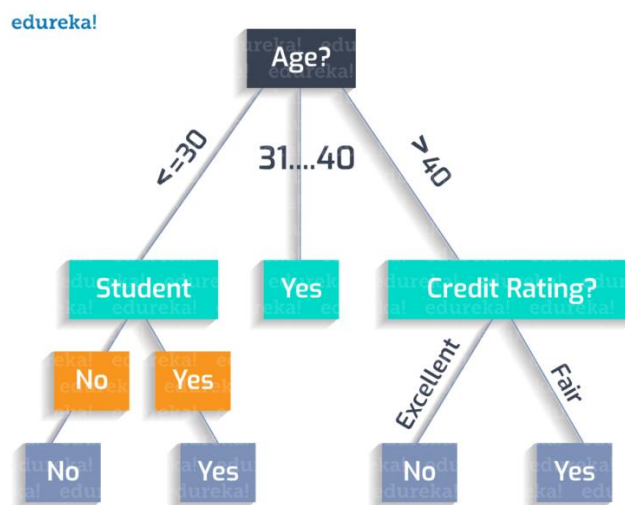 edureka!
Age?
<=30
31....40
> 40
Student
Yes
Credit Rating?
No
Yes
Excellent
Fair
No
Yes
No
Yes